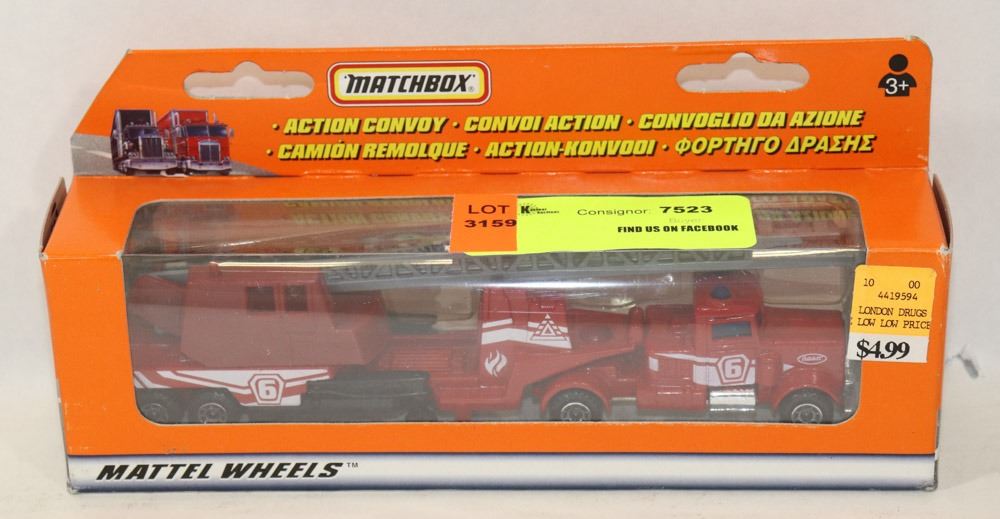 MATCHBOX®
3+
· ACTION CONVOY · CONVOI ACTION · CONVOGLIO DA AZIONE
· CAMIÓN REMOLQUE · ACTION-KONVOOI · ΦΟΡΤΗΓΟ ΔΡΑΣΗΣ
LOT
3159
Consignor: 7523
Buyer:
FIND US ON FACEBOOK
10 00
4419594
LONDON DRUGS
LOW LOW PRICE
$4.99
6
6
MATTEL WHEELS™